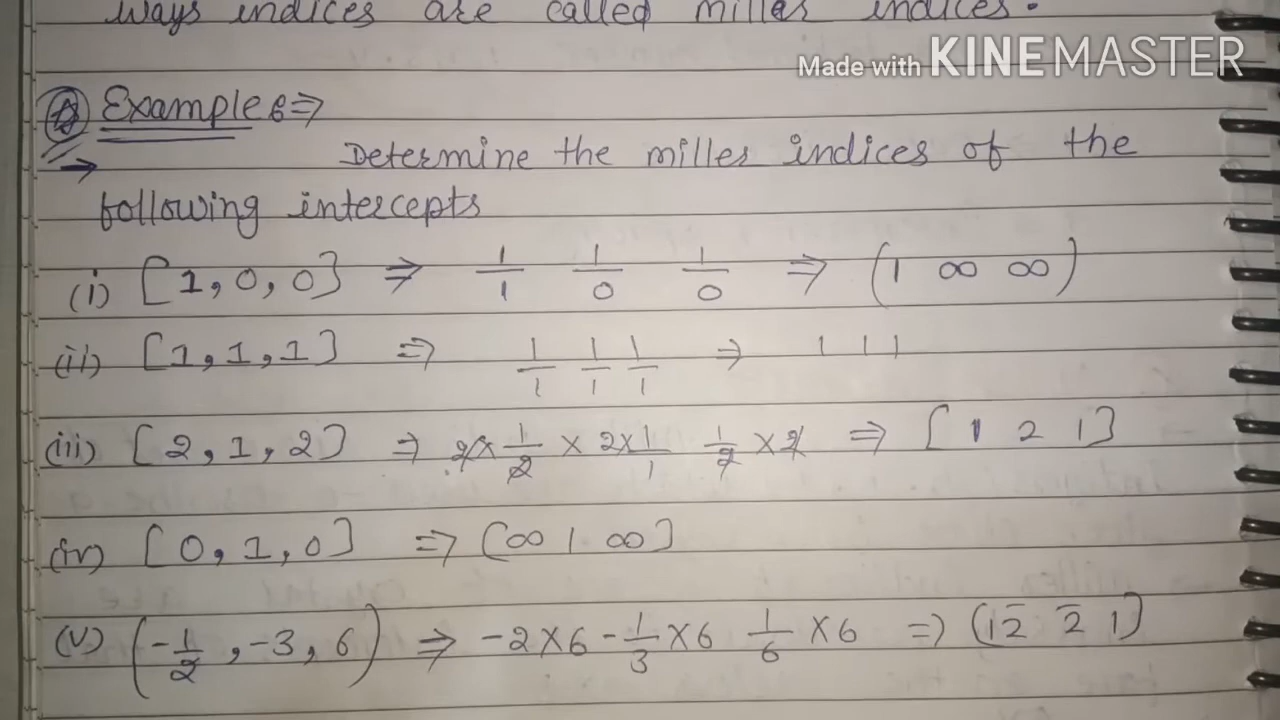 Ways indices are called miller indices.
Made with KINEMASTER
Example :⇒
→ Determine the miller indices of the
following intercepts
(i) [1, 0, 0] ⇒ 1/1 1/0 1/0 ⇒ (1 ∞ ∞)
(ii) [1, 1, 1] ⇒ 1/1 1/1 1/1 ⇒ 1 1 1
(iii) [2, 1, 2] ⇒ 2×1/2 × 2×1/1 1/2×2 ⇒ [1 2 1]
(iv) [0, 1, 0] ⇒ [∞ 1 ∞]
(v) (-1/2, -3, 6) ⇒ -2×6 -1/3×6 1/6×6 ⇒ (12̅ 2̅ 1]